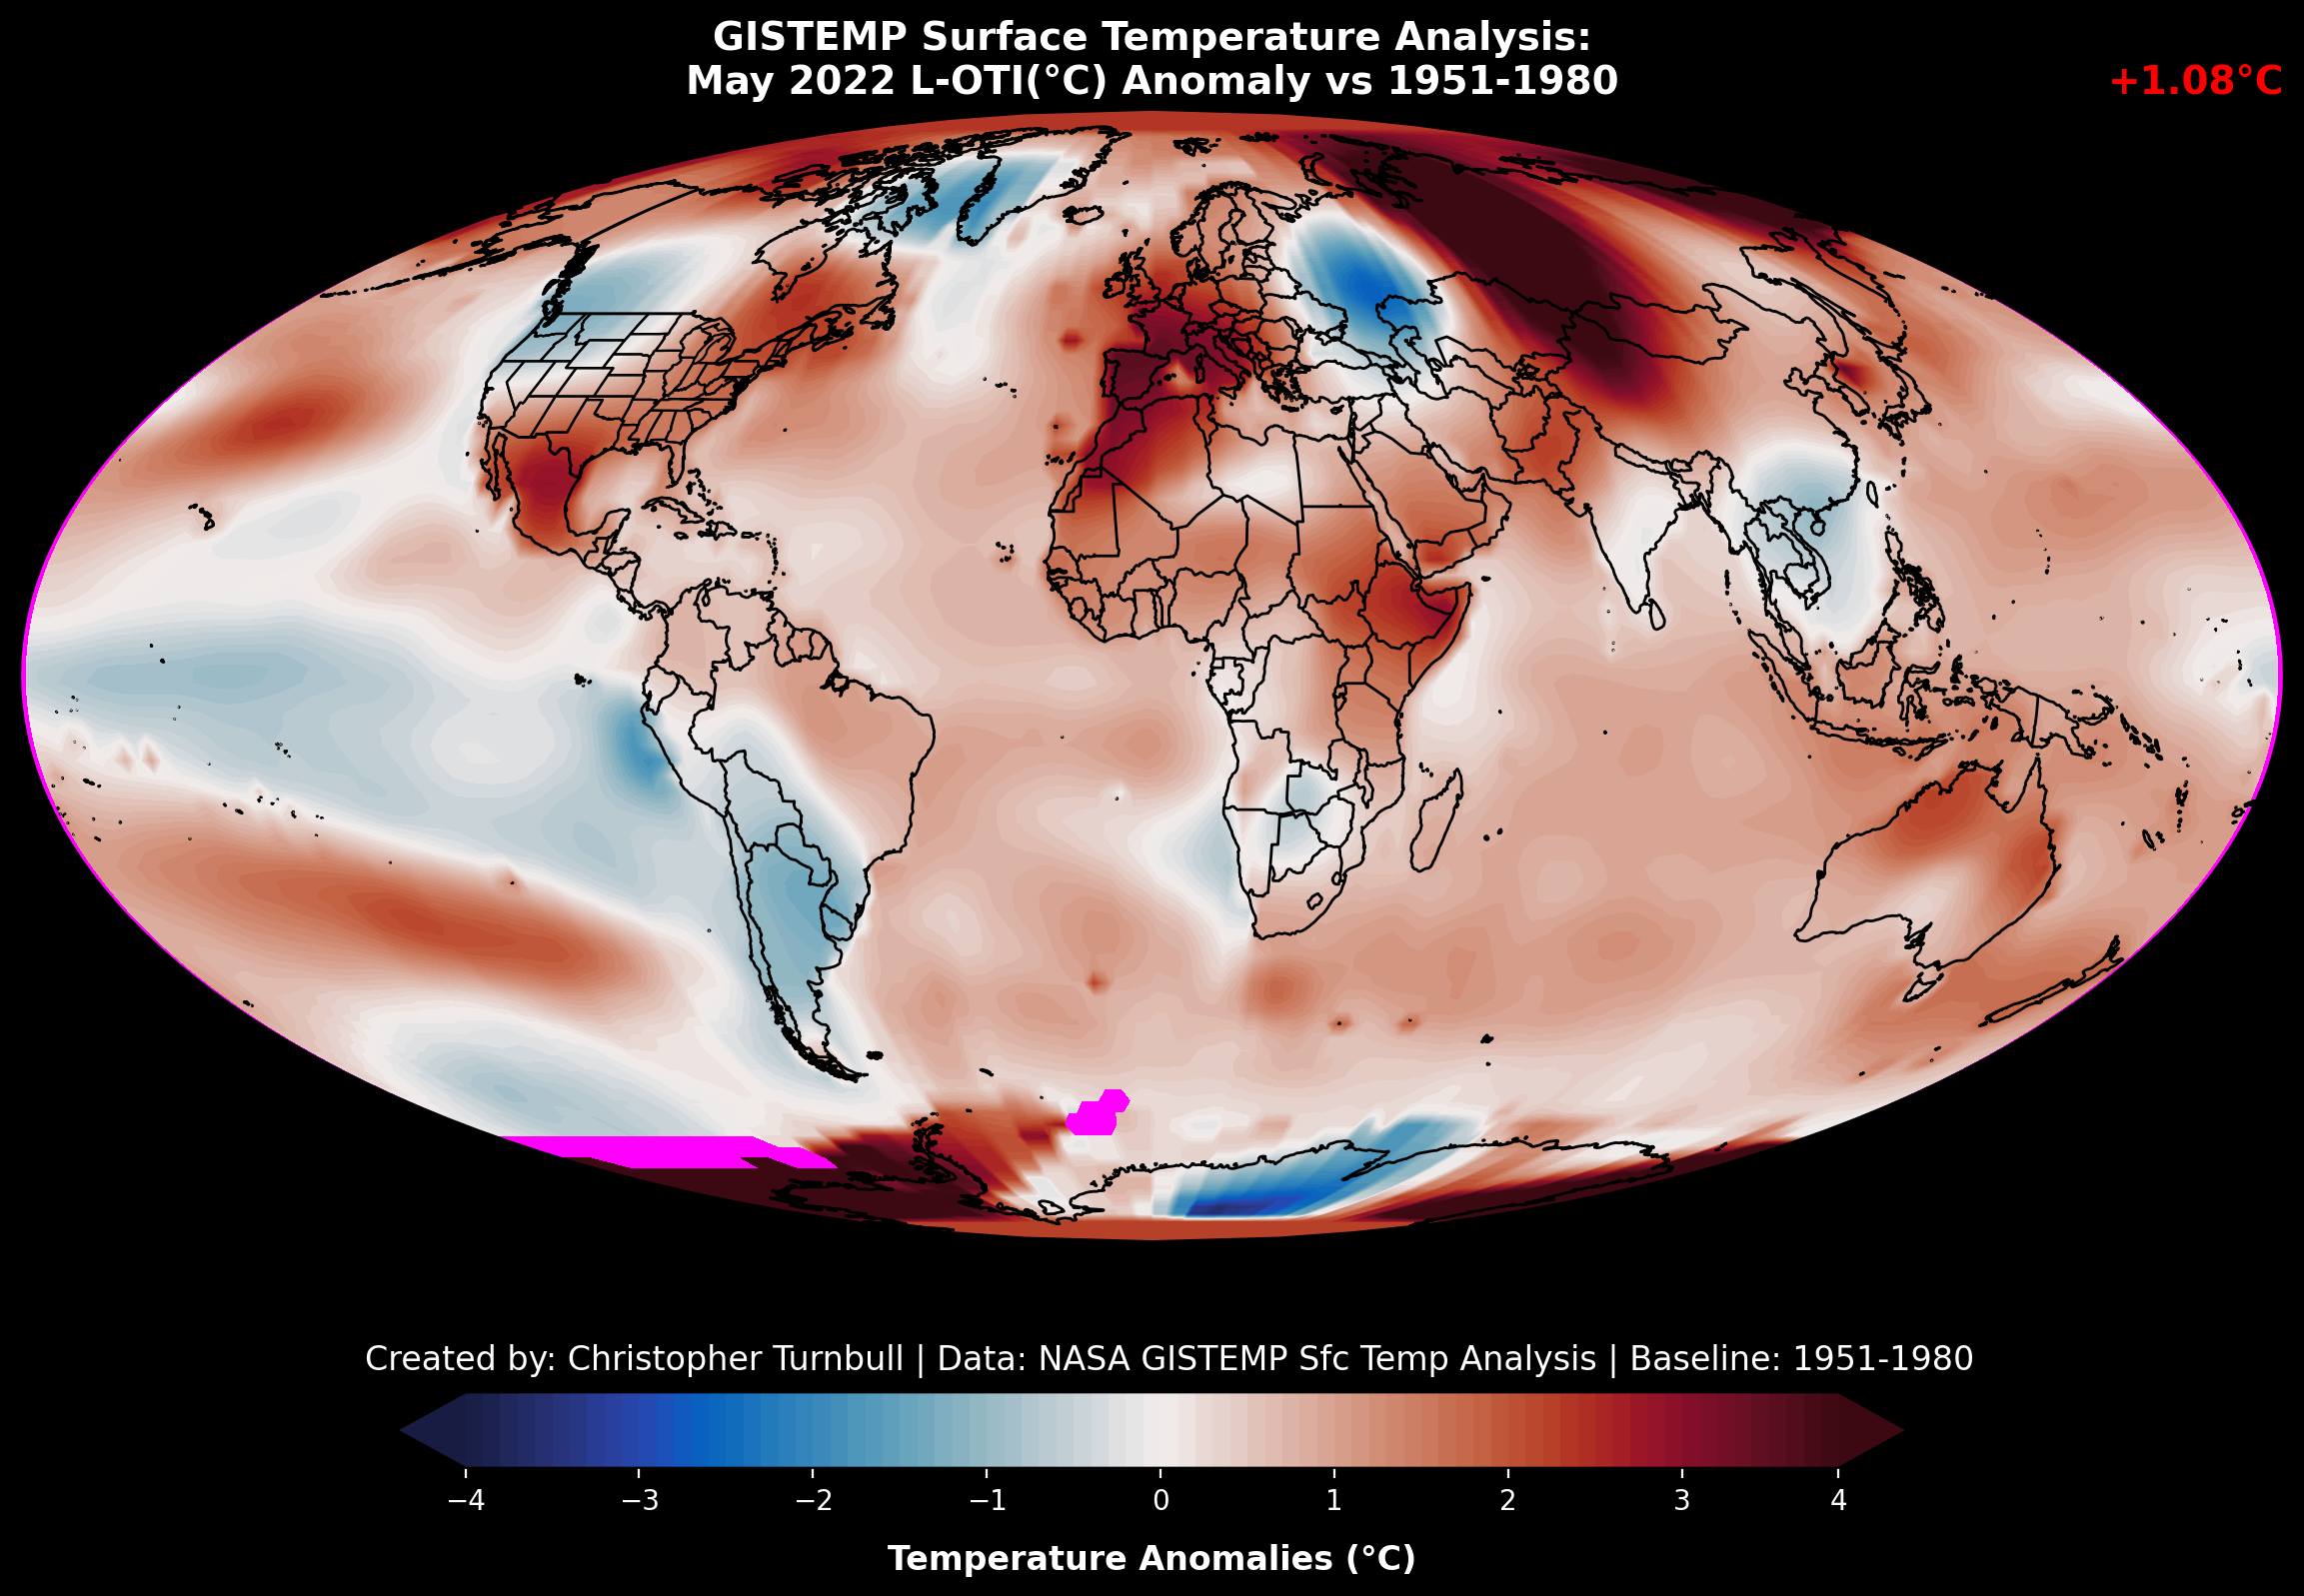 GISTEMP Surface Temperature Analysis:
May 2022 L-OTI(°C) Anomaly vs 1951-1980
+1.08°C
Created by: Christopher Turnbull | Data: NASA GISTEMP Sfc Temp Analysis | Baseline: 1951-1980
−4 −3 −2 −1 0 1 2 3 4
Temperature Anomalies (°C)